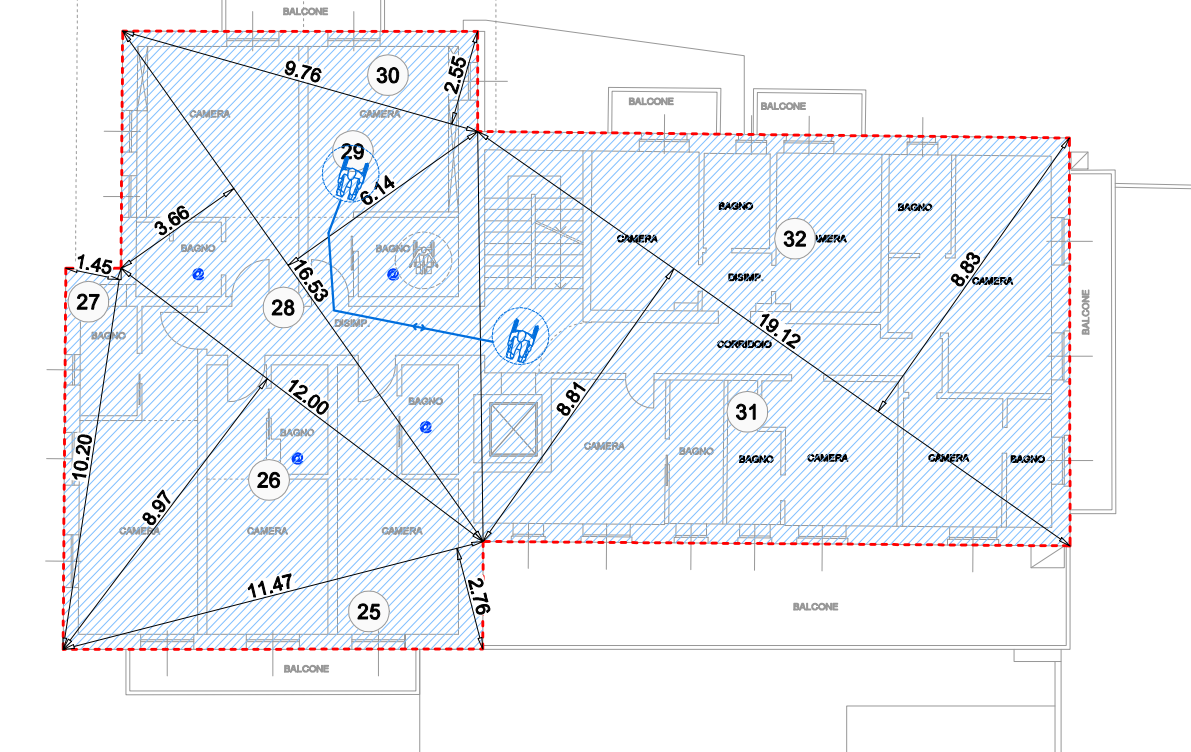 BALCONE
9.76
30
2.55
BALCONE
BALCONE
CAMERA
CAMERA
29
6.14
3.66
BAGNO
BAGNO
BAGNO
BAGNO
CAMERA
32
CAMERA
1.45
16.53
DISIMP.
8.83
CAMERA
27
28
DISIMP.
BAGNO
19.12
CORRIDOIO
BALCONE
12.00
8.81
BAGNO
31
BAGNO
10.20
CAMERA
BAGNO
BAGNO
CAMERA
CAMERA
BAGNO
26
8.97
CAMERA
CAMERA
CAMERA
11.47
2.76
25
BALCONE
BALCONE